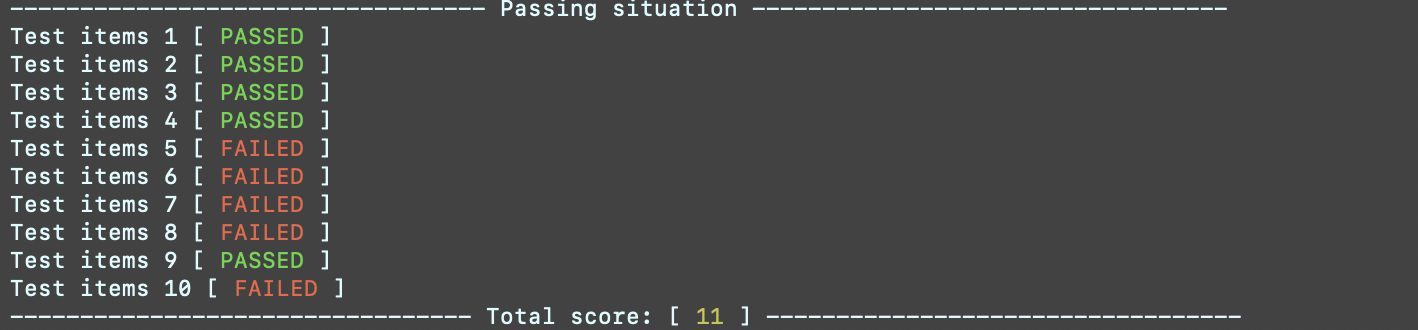 ---------------------------------- Passing situation ----------------------------------
Test items 1 [ PASSED ]
Test items 2 [ PASSED ]
Test items 3 [ PASSED ]
Test items 4 [ PASSED ]
Test items 5 [ FAILED ]
Test items 6 [ FAILED ]
Test items 7 [ FAILED ]
Test items 8 [ FAILED ]
Test items 9 [ PASSED ]
Test items 10 [ FAILED ]
--------------------------------- Total score: [ 11 ] ----------------------------------